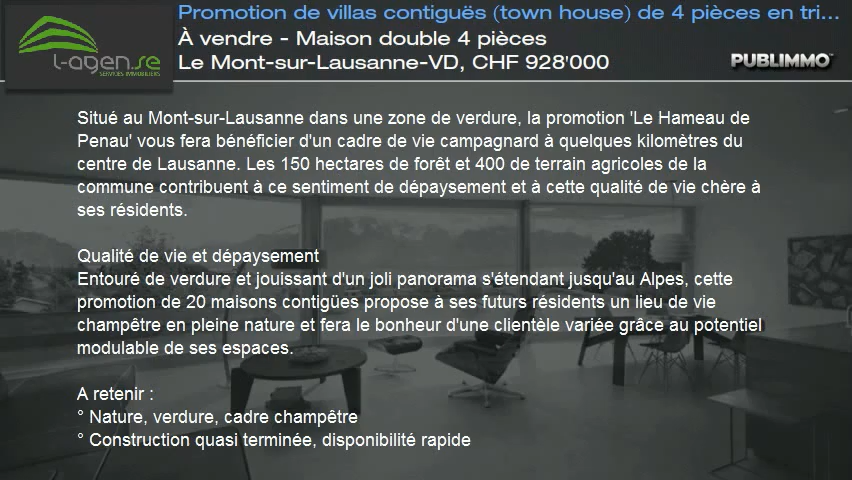 Promotion de villas contiguës (town house) de 4 pièces en tri...
À vendre - Maison double 4 pièces
Le Mont-sur-Lausanne-VD, CHF 928'000
l-agen.se
SERVICES IMMOBILIERS
PUBLIMMO™
Situé au Mont-sur-Lausanne dans une zone de verdure, la promotion 'Le Hameau de
Penau' vous fera bénéficier d'un cadre de vie campagnard à quelques kilomètres du
centre de Lausanne. Les 150 hectares de forêt et 400 de terrain agricoles de la
commune contribuent à ce sentiment de dépaysement et à cette qualité de vie chère à
ses résidents.
Qualité de vie et dépaysement
Entouré de verdure et jouissant d'un joli panorama s'étendant jusqu'au Alpes, cette
promotion de 20 maisons contigües propose à ses futurs résidents un lieu de vie
champêtre en pleine nature et fera le bonheur d'une clientèle variée grâce au potentiel
modulable de ses espaces.
A retenir :
° Nature, verdure, cadre champêtre
° Construction quasi terminée, disponibilité rapide